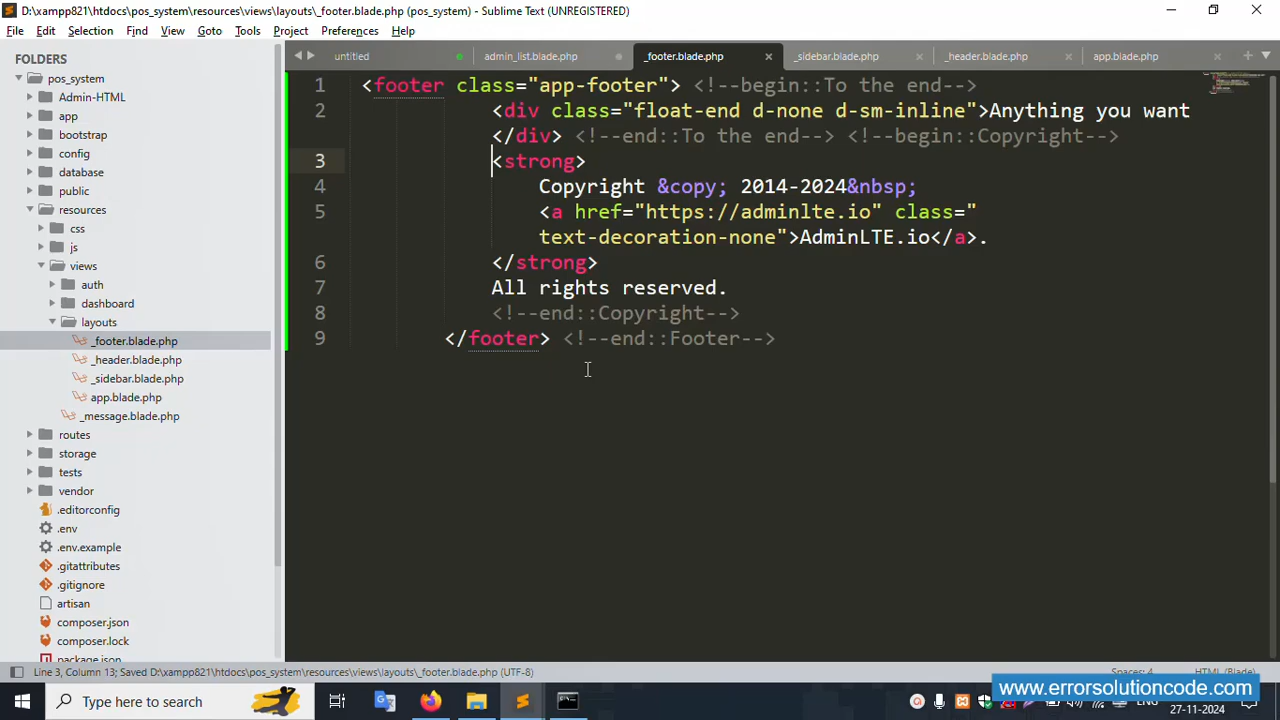 D:\xampp821\htdocs\pos_system\resources\views\layouts\_footer.blade.php (pos_system) - Sublime Text (UNREGISTERED)
File Edit Selection Find View Goto Tools Project Preferences Help
FOLDERS
pos_system
Admin-HTML
app
bootstrap
config
database
public
resources
css
js
views
auth
dashboard
layouts
_footer.blade.php
_header.blade.php
_sidebar.blade.php
app.blade.php
_message.blade.php
routes
storage
tests
vendor
.editorconfig
.env
.env.example
.gitattributes
.gitignore
artisan
composer.json
composer.lock
package.json
untitled admin_list.blade.php _footer.blade.php _sidebar.blade.php _header.blade.php app.blade.php
1 <footer class="app-footer"> <!--begin::To the end-->
2 <div class="float-end d-none d-sm-inline">Anything you want
</div> <!--end::To the end--> <!--begin::Copyright-->
3 <strong>
4 Copyright &copy; 2014-2024&nbsp;
5 <a href="https://adminlte.io" class="
text-decoration-none">AdminLTE.io</a>.
6 </strong>
7 All rights reserved.
8 <!--end::Copyright-->
9 </footer> <!--end::Footer-->
Line 3, Column 13; Saved D:\xampp821\htdocs\pos_system\resources\views\layouts\_footer.blade.php (UTF-8) Spaces: 4 HTML (Blade)
www.errorsolutioncode.com
Type here to search
ENG
27-11-2024